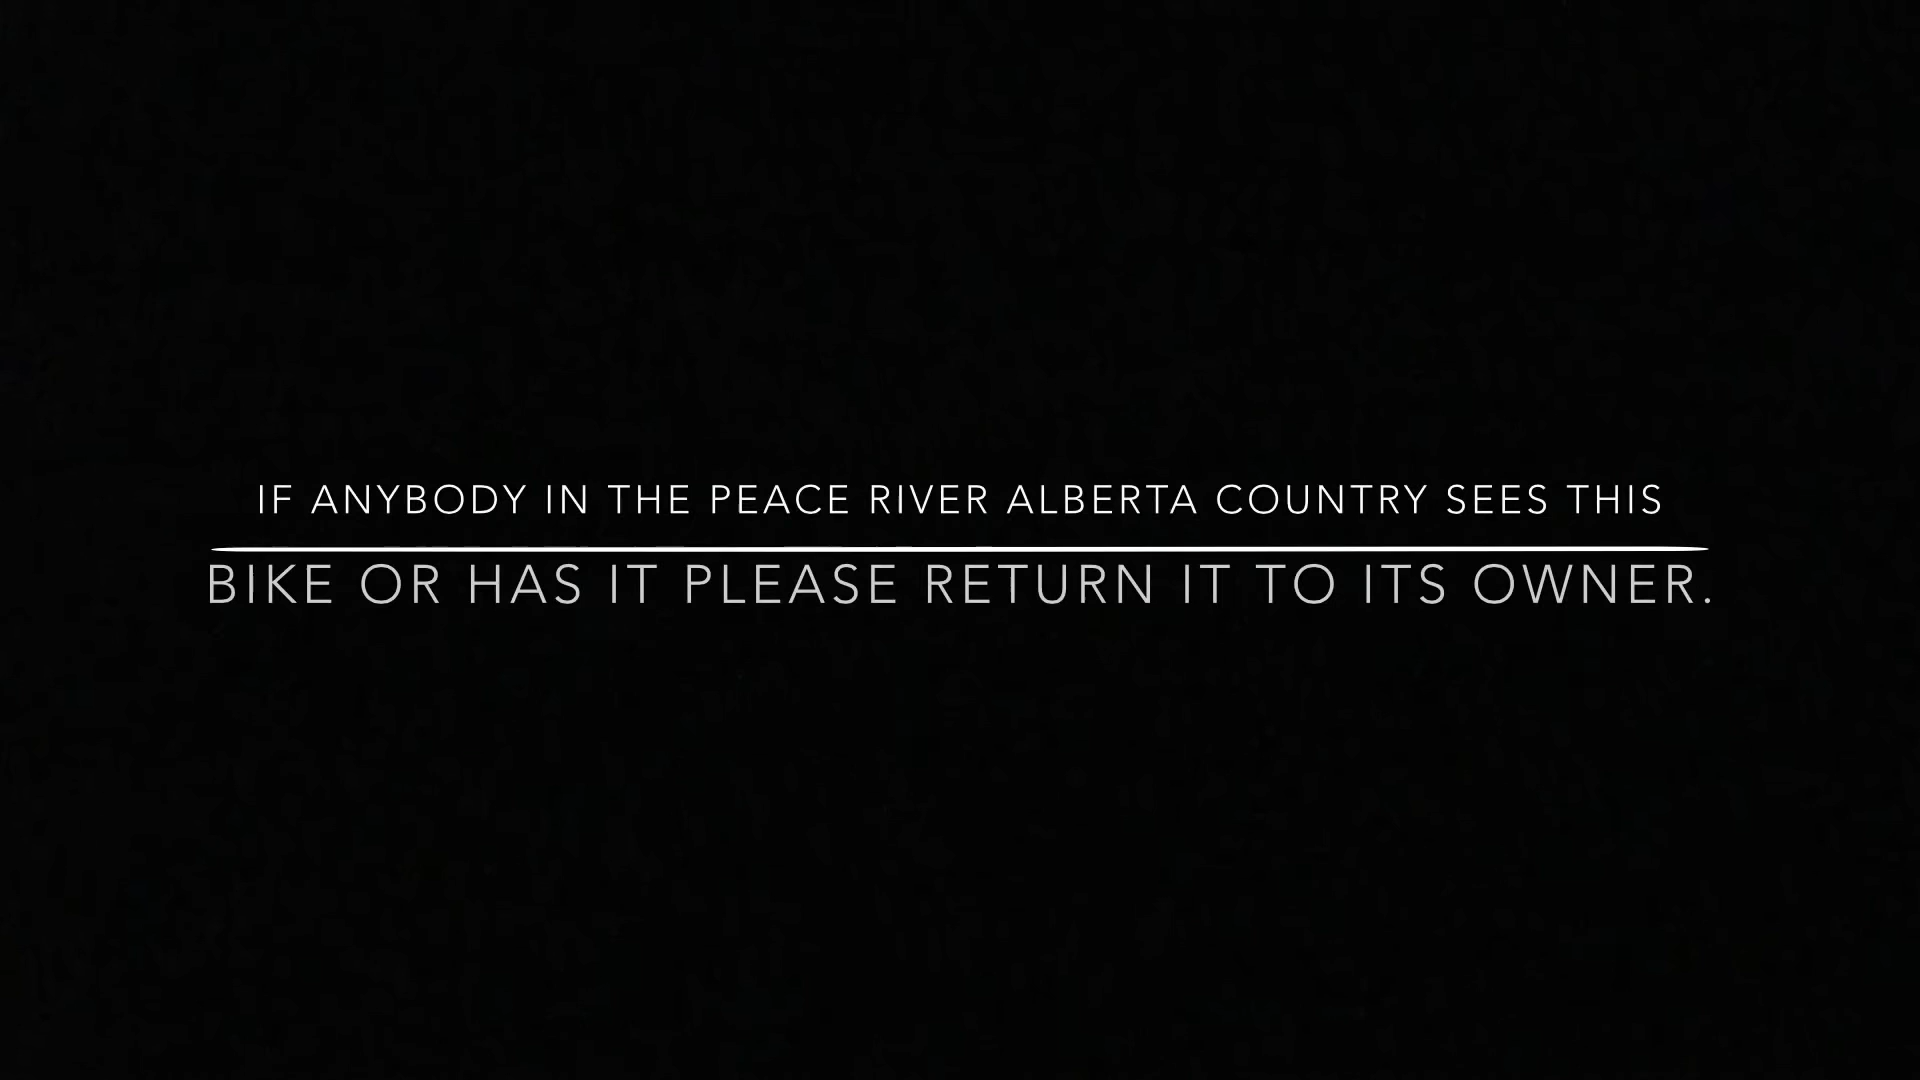 IF ANYBODY IN THE PEACE RIVER ALBERTA COUNTRY SEES THIS
BIKE OR HAS IT PLEASE RETURN IT TO ITS OWNER.